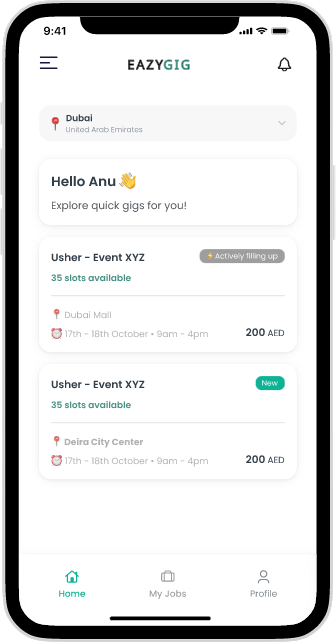 9:41
EAZYGIG
Dubai
United Arab Emirates
Hello Anu 👋
Explore quick gigs for you!
Usher - Event XYZ
⚡ Actively filling up
35 slots available
📍 Dubai Mall
⏰ 17th - 18th October • 9am - 4pm
200 AED
Usher - Event XYZ
New
35 slots available
📍 Deira City Center
⏰ 17th - 18th October • 9am - 4pm
200 AED
Home
My Jobs
Profile